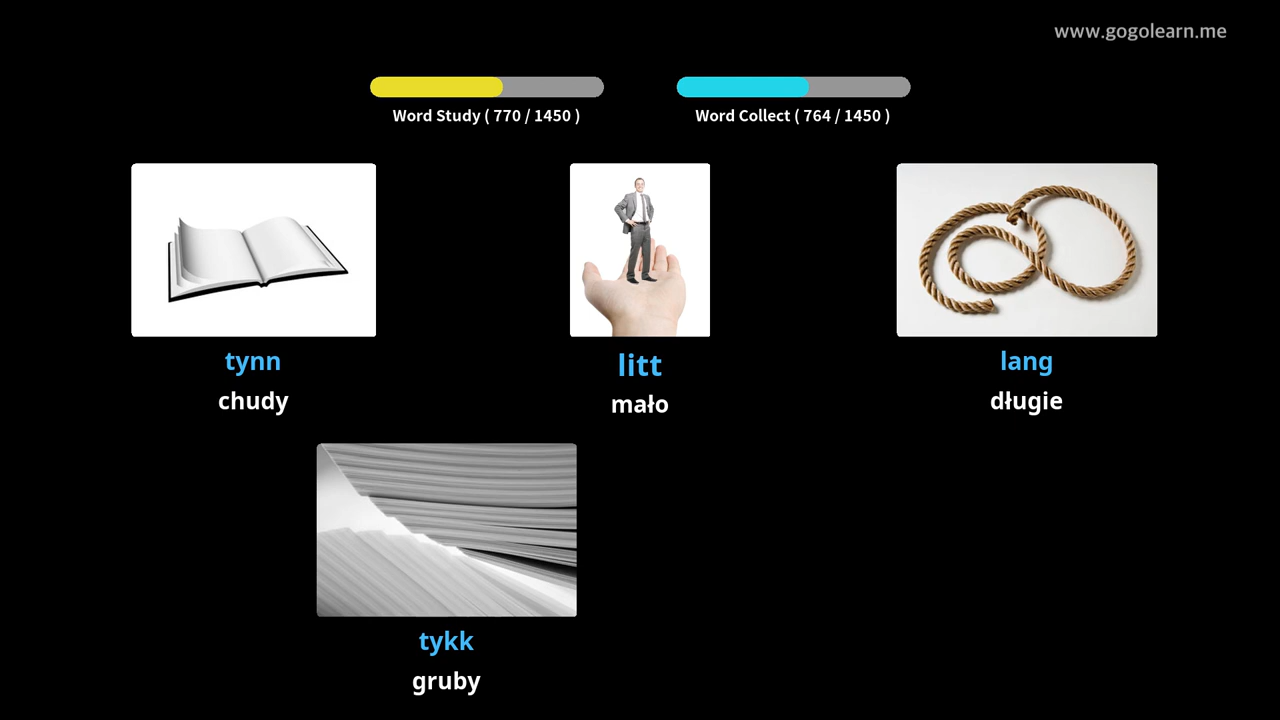 www.gogolearn.me
Word Study ( 770 / 1450 )
Word Collect ( 764 / 1450 )
tynn
chudy
litt
mało
lang
długie
tykk
gruby